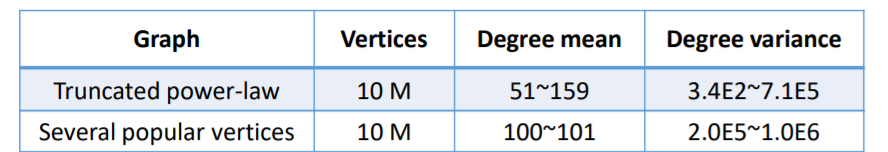 Graph Vertices Degree mean Degree variance
Truncated power-law 10 M 51~159 3.4E2~7.1E5
Several popular vertices 10 M 100~101 2.0E5~1.0E6